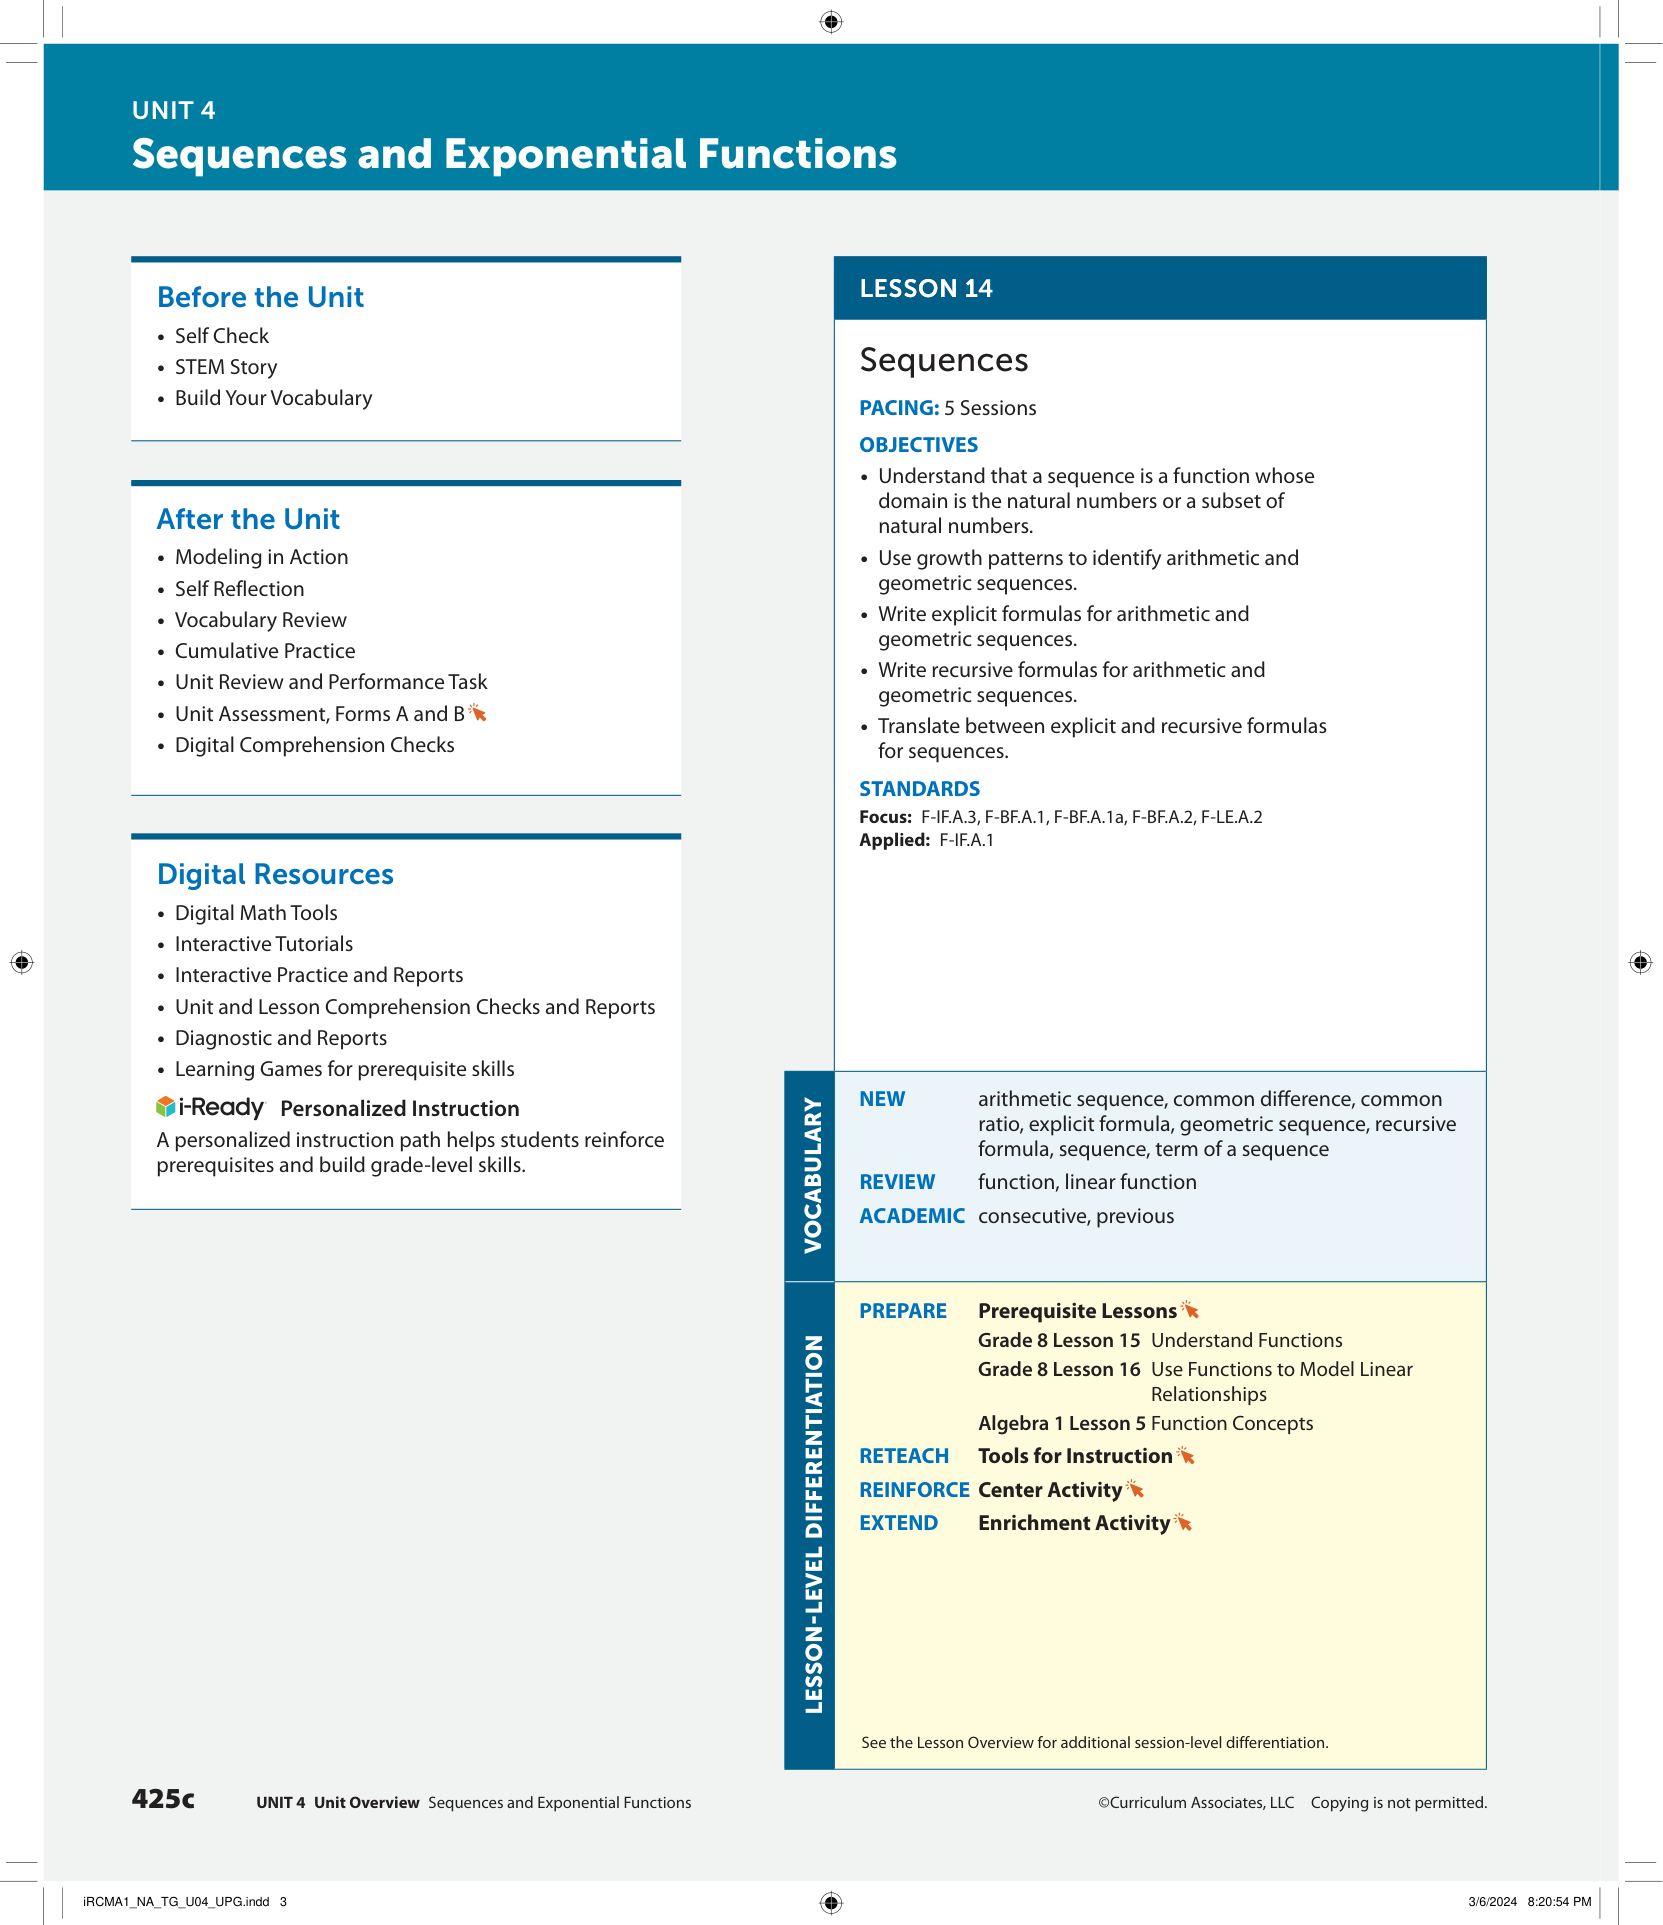 UNIT 4
Sequences and Exponential Functions
Before the Unit
• Self Check
• STEM Story
• Build Your Vocabulary
After the Unit
• Modeling in Action
• Self Reflection
• Vocabulary Review
• Cumulative Practice
• Unit Review and Performance Task
• Unit Assessment, Forms A and B
• Digital Comprehension Checks
Digital Resources
• Digital Math Tools
• Interactive Tutorials
• Interactive Practice and Reports
• Unit and Lesson Comprehension Checks and Reports
• Diagnostic and Reports
• Learning Games for prerequisite skills
i-Ready Personalized Instruction
A personalized instruction path helps students reinforce
prerequisites and build grade-level skills.
LESSON 14
Sequences
PACING: 5 Sessions
OBJECTIVES
• Understand that a sequence is a function whose
domain is the natural numbers or a subset of
natural numbers.
• Use growth patterns to identify arithmetic and
geometric sequences.
• Write explicit formulas for arithmetic and
geometric sequences.
• Write recursive formulas for arithmetic and
geometric sequences.
• Translate between explicit and recursive formulas
for sequences.
STANDARDS
Focus: F-IF.A.3, F-BF.A.1, F-BF.A.1a, F-BF.A.2, F-LE.A.2
Applied: F-IF.A.1
VOCABULARY
NEW arithmetic sequence, common difference, common
ratio, explicit formula, geometric sequence, recursive
formula, sequence, term of a sequence
REVIEW function, linear function
ACADEMIC consecutive, previous
LESSON-LEVEL DIFFERENTIATION
PREPARE Prerequisite Lessons
Grade 8 Lesson 15 Understand Functions
Grade 8 Lesson 16 Use Functions to Model Linear
Relationships
Algebra 1 Lesson 5 Function Concepts
RETEACH Tools for Instruction
REINFORCE Center Activity
EXTEND Enrichment Activity
See the Lesson Overview for additional session-level differentiation.
425c UNIT 4 Unit Overview Sequences and Exponential Functions
©Curriculum Associates, LLC Copying is not permitted.
iRCMA1_NA_TG_U04_UPG.indd 3
3/6/2024 8:20:54 PM